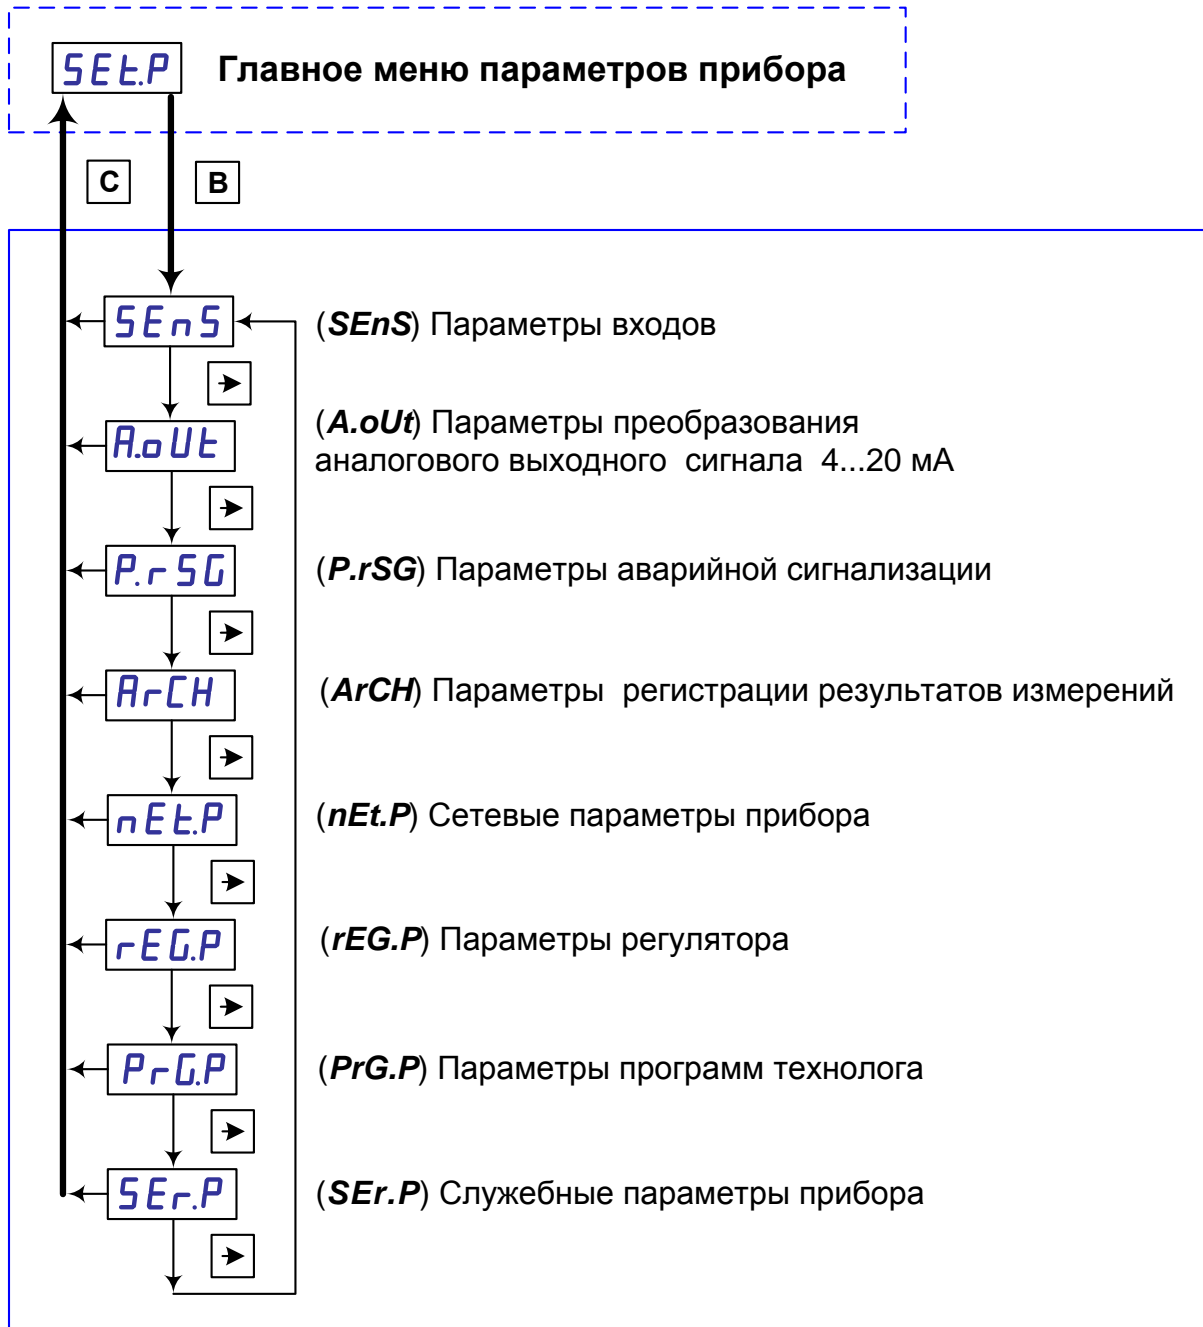 SEt.P Главное меню параметров прибора
C B
SEnS (SEnS) Параметры входов
A.oUt (A.oUt) Параметры преобразования
аналогового выходного сигнала 4...20 мА
P.rSG (P.rSG) Параметры аварийной сигнализации
ArCH (ArCH) Параметры регистрации результатов измерений
nEt.P (nEt.P) Сетевые параметры прибора
rEG.P (rEG.P) Параметры регулятора
PrG.P (PrG.P) Параметры программ технолога
SEr.P (SEr.P) Служебные параметры прибора